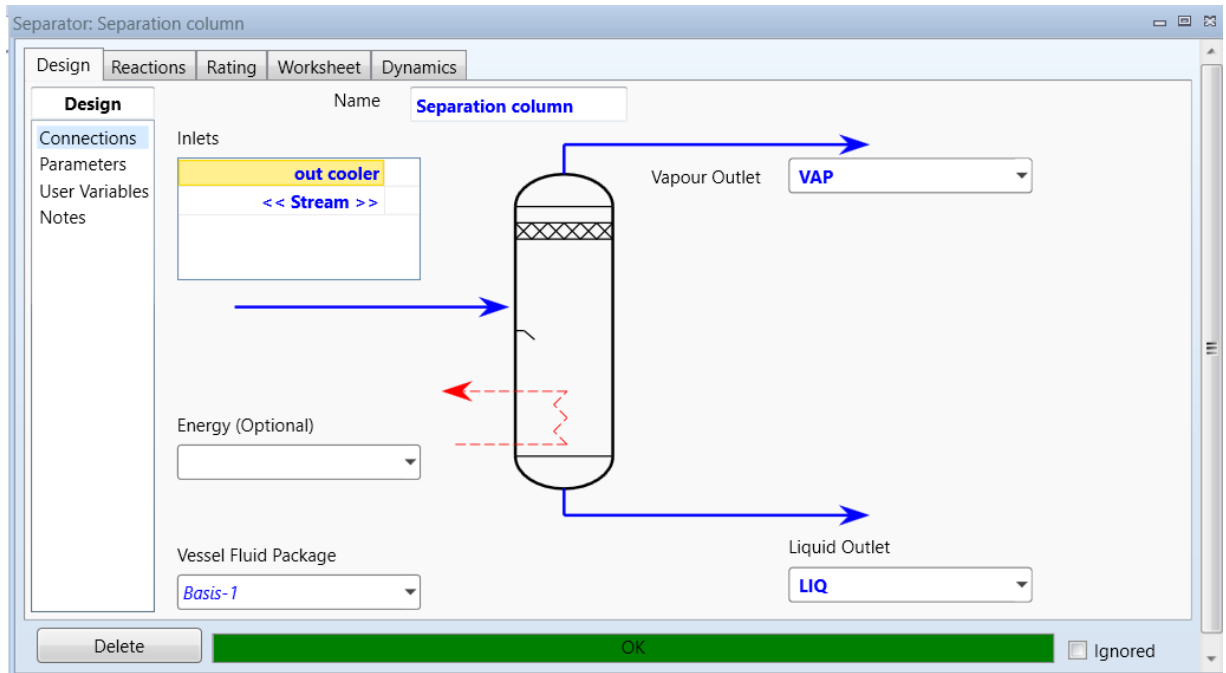 Separator: Separation column
Design Reactions Rating Worksheet Dynamics
Design
Name Separation column
Connections
Parameters
User Variables
Notes
Inlets
out cooler
<< Stream >>
Vapour Outlet VAP
Energy (Optional)
Vessel Fluid Package
Basis-1
Liquid Outlet
LIQ
Delete OK Ignored